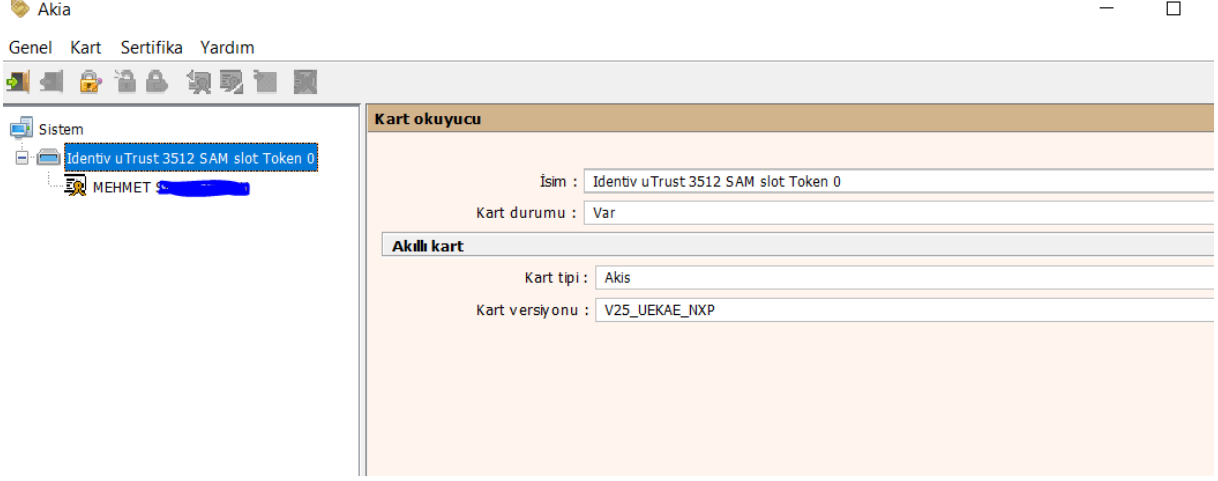 Akia
Genel Kart Sertifika Yardım
Sistem
Identiv uTrust 3512 SAM slot Token 0
MEHMET
Kart okuyucu
İsim : Identiv uTrust 3512 SAM slot Token 0
Kart durumu : Var
Akıllı kart
Kart tipi : Akis
Kart versiyonu : V25_UEKAE_NXP